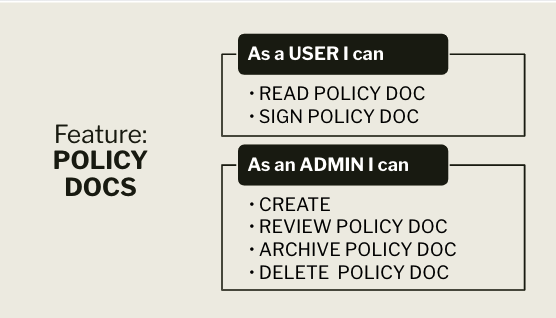 Feature:
POLICY
DOCS
As a USER I can
• READ POLICY DOC
• SIGN POLICY DOC
As an ADMIN I can
• CREATE
• REVIEW POLICY DOC
• ARCHIVE POLICY DOC
• DELETE  POLICY DOC